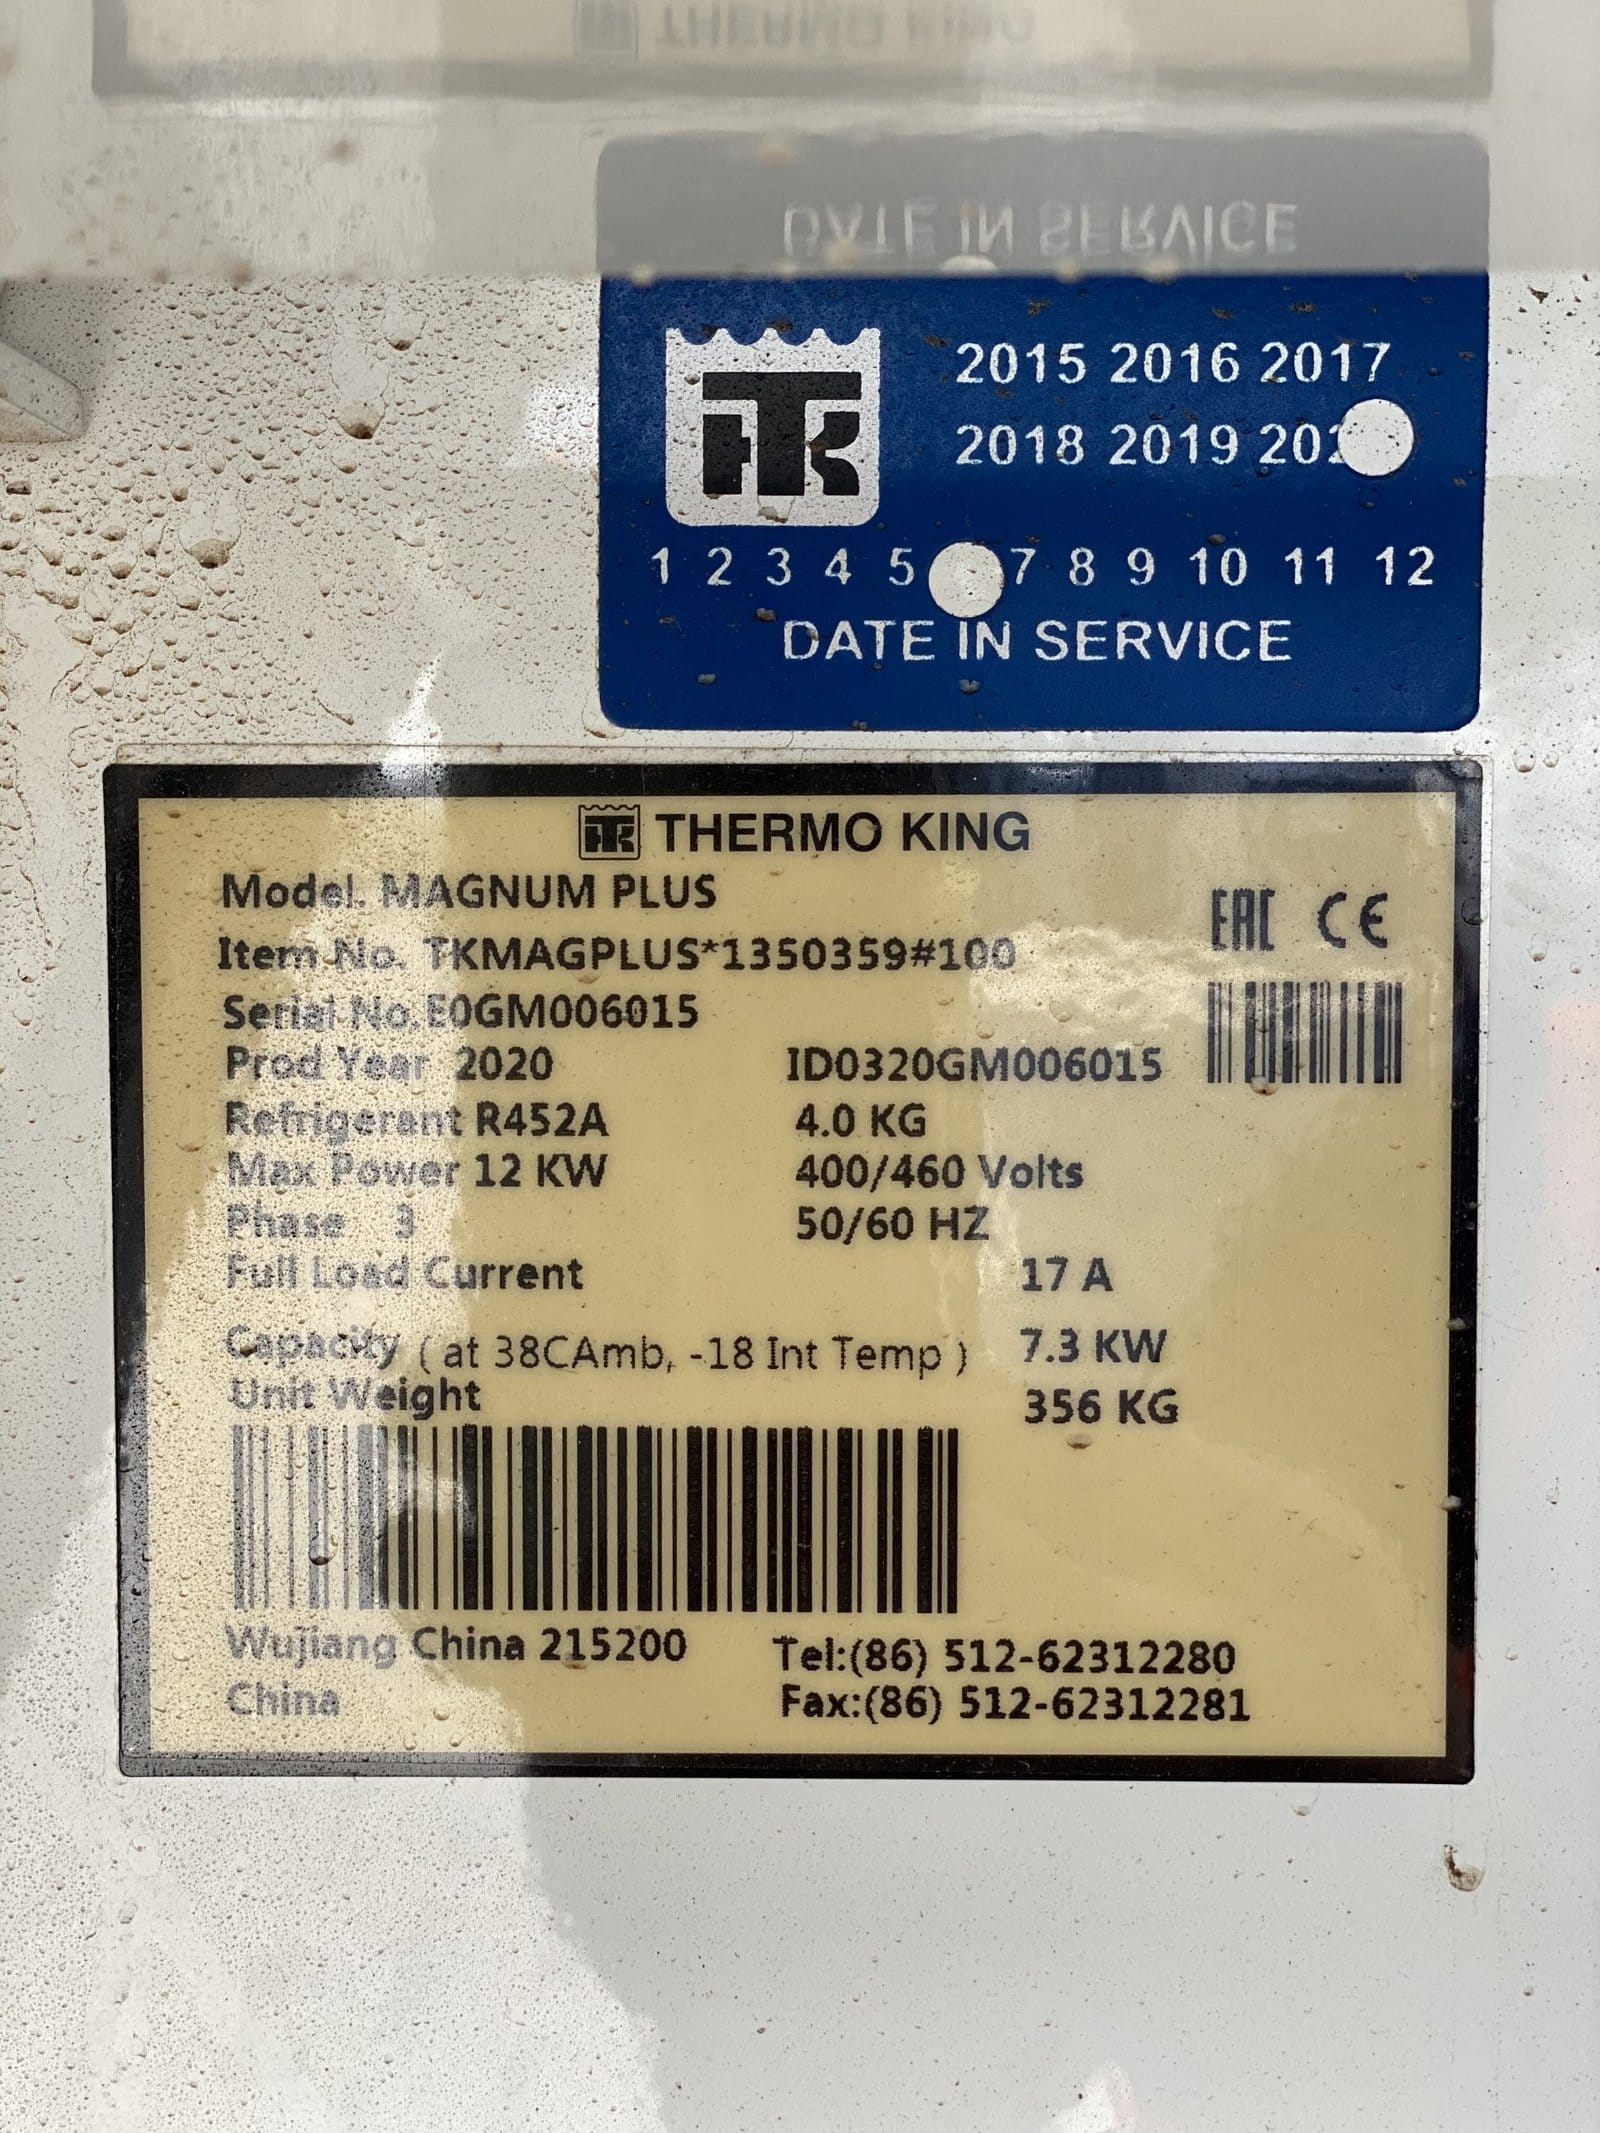 THERMO KING
DATE IN SERVICE
TK
2015 2016 2017
2018 2019 202
1 2 3 4 5 7 8 9 10 11 12
DATE IN SERVICE
TK THERMO KING
Model. MAGNUM PLUS
EAC CE
Item No. TKMAGPLUS*1350359#100
Serial No.E0GM006015
Prod Year 2020 ID0320GM006015
Refrigerant R452A 4.0 KG
Max Power 12 KW 400/460 Volts
Phase 3 50/60 HZ
Full Load Current 17 A
Capacity ( at 38CAmb, -18 Int Temp ) 7.3 KW
Unit Weight 356 KG
Wujiang China 215200 Tel:(86) 512-62312280
China Fax:(86) 512-62312281